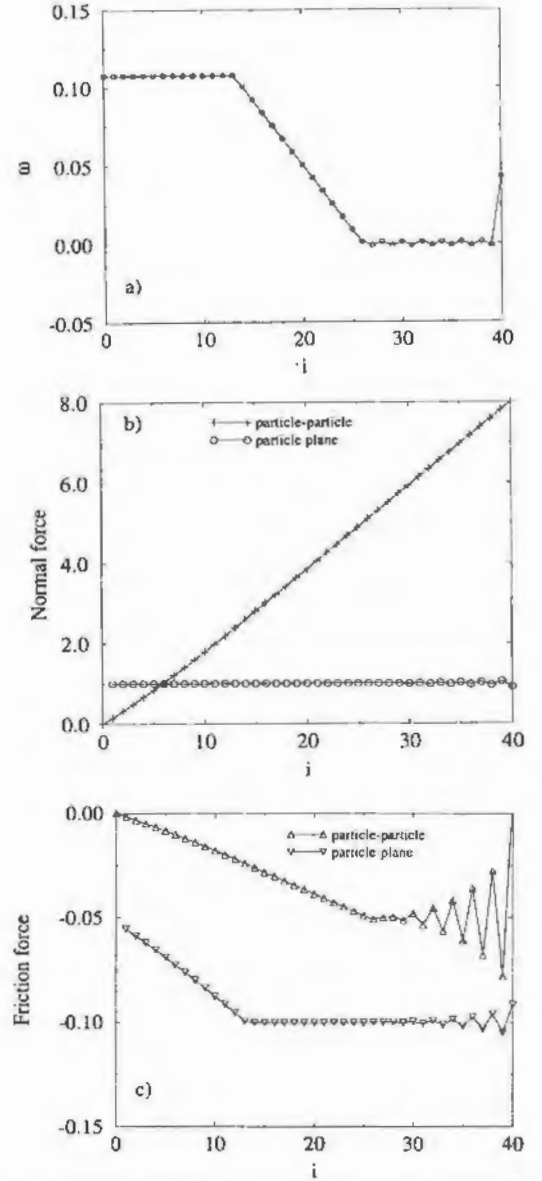 0.15
0.10
0.05
0.00
-0.05
ω
a)
0 10 20 30 40
i
8.0
6.0
4.0
2.0
0.0
Normal force
b)
particle-particle
particle plane
0 10 20 30 40
i
0.00
-0.05
-0.10
-0.15
Friction force
particle-particle
particle plane
c)
0 10 20 30 40
i